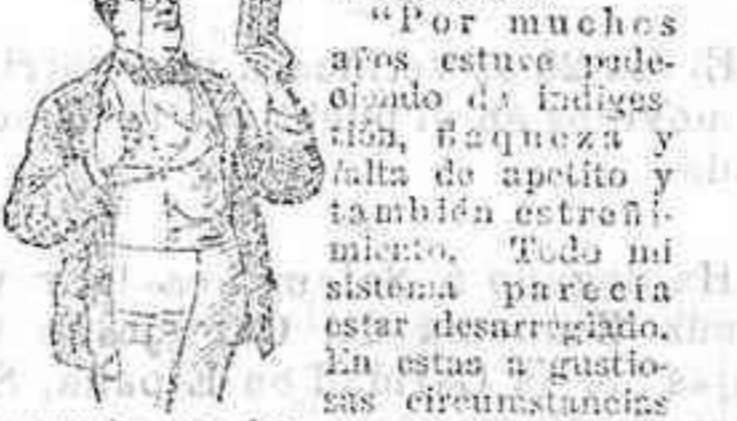 "Por muchos
años estuve pade-
ciendo de indiges
tión, flaqueza y
falta de apetito y
también estreñi-
miento. Todo mi
sistema parecía
estar desarreglado.
En estas angustio-
sas circunstancias